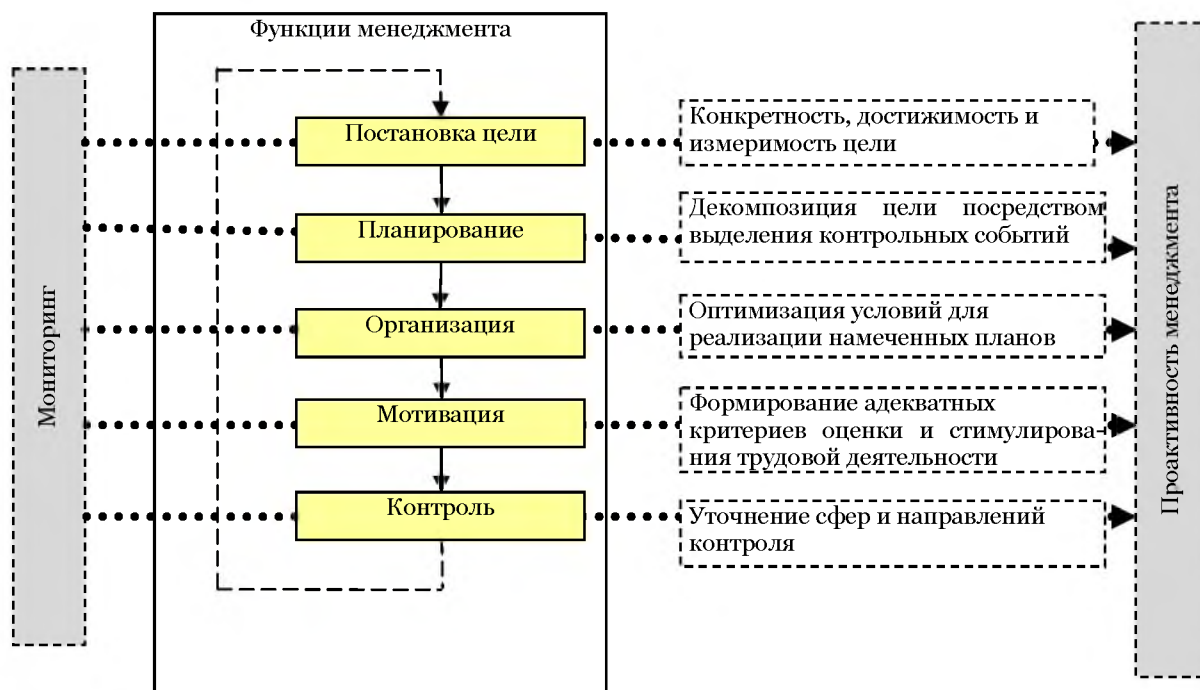 Функции менеджмента
Мониторинг
Постановка цели
Планирование
Организация
Мотивация
Контроль
Конкретность, достижимость и
измеримость цели
Декомпозиция цели посредством
выделения контрольных событий
Оптимизация условий для
реализации намеченных планов
Формирование адекватных
критериев оценки и стимулирова-
ния трудовой деятельности
Уточнение сфер и направлений
контроля
Проактивность менеджмента